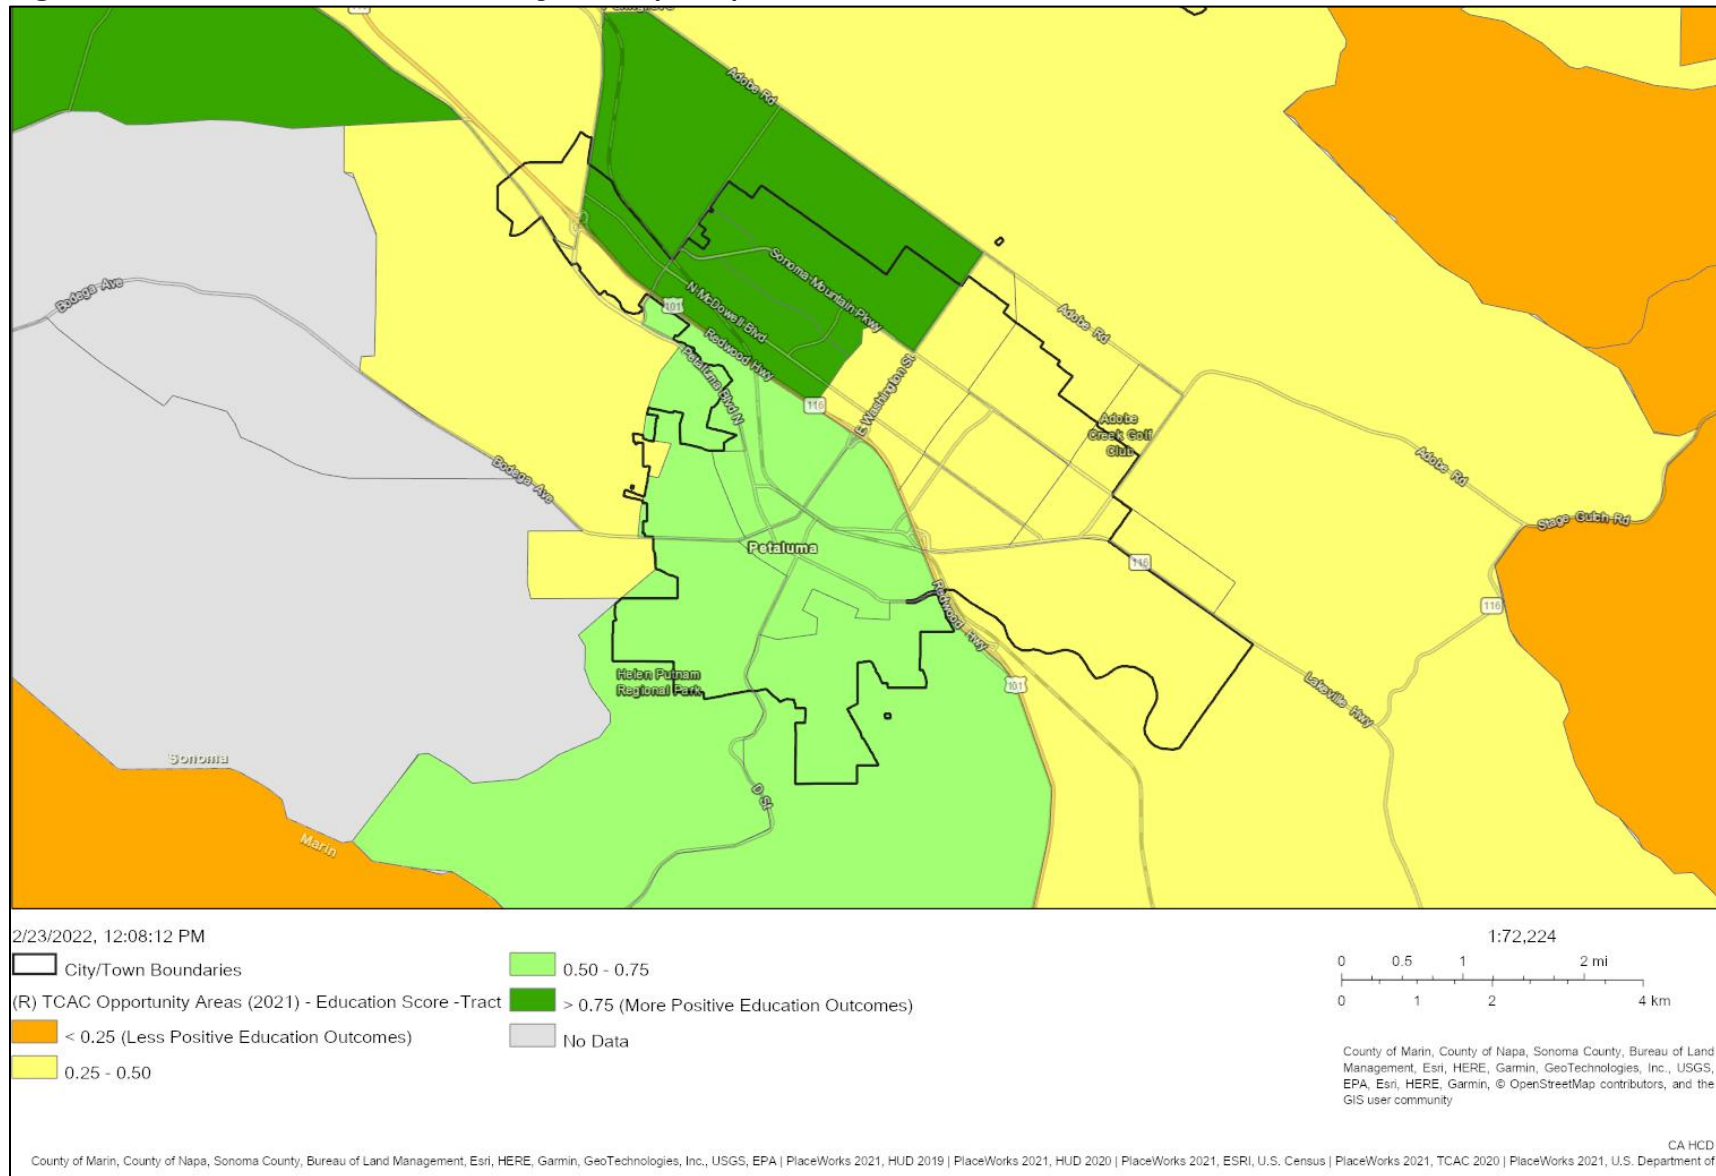 Adobe Rd
Sonoma Mountain Pkwy
Bodega Ave
101
N McDowell Blvd
Redwood Hwy
Petaluma Blvd N
116
E Washington St
Adobe Rd
Adobe
Creek Golf
Club
Bodega Ave
Adobe Rd
Stage Gulch Rd
Petaluma
116
Redwood Hwy
116
Helen Putnam
Regional Park
101
Lakeville Hwy
Sonoma
D St
Marin
2/23/2022, 12:08:12 PM
City/Town Boundaries
(R) TCAC Opportunity Areas (2021) - Education Score -Tract
< 0.25 (Less Positive Education Outcomes)
0.25 - 0.50
0.50 - 0.75
> 0.75 (More Positive Education Outcomes)
No Data
1:72,224
0 0.5 1 2 mi
0 1 2 4 km
County of Marin, County of Napa, Sonoma County, Bureau of Land
Management, Esri, HERE, Garmin, GeoTechnologies, Inc., USGS,
EPA, Esri, HERE, Garmin, © OpenStreetMap contributors, and the
GIS user community
CA HCD
County of Marin, County of Napa, Sonoma County, Bureau of Land Management, Esri, HERE, Garmin, GeoTechnologies, Inc., USGS, EPA | PlaceWorks 2021, HUD 2019 | PlaceWorks 2021, HUD 2020 | PlaceWorks 2021, ESRI, U.S. Census | PlaceWorks 2021, TCAC 2020 | PlaceWorks 2021, U.S. Department of